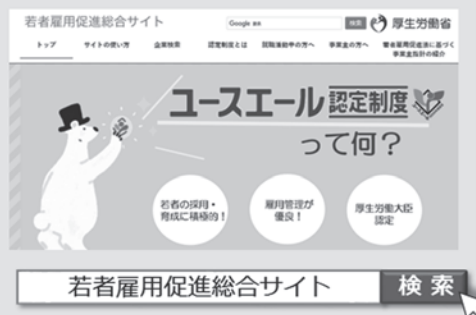 若者雇用促進総合サイト
Google 検索
検索
厚生労働省
トップ
サイトの使い方
企業検索
認定制度とは
就職活動中の方へ
事業主の方へ
若者雇用促進法に基づく
事業主指針の紹介
ユースエール認定制度
って何？
若者の採用・
育成に積極的！
雇用管理が
優良！
厚生労働大臣
認定
若者雇用促進総合サイト
検索